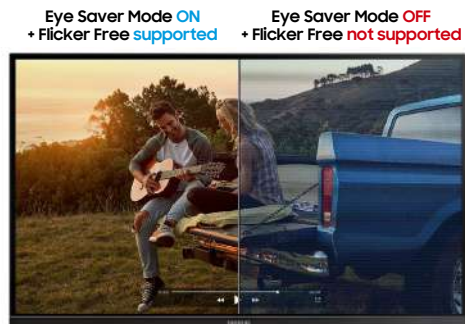 Eye Saver Mode ON
+ Flicker Free supported
Eye Saver Mode OFF
+ Flicker Free not supported